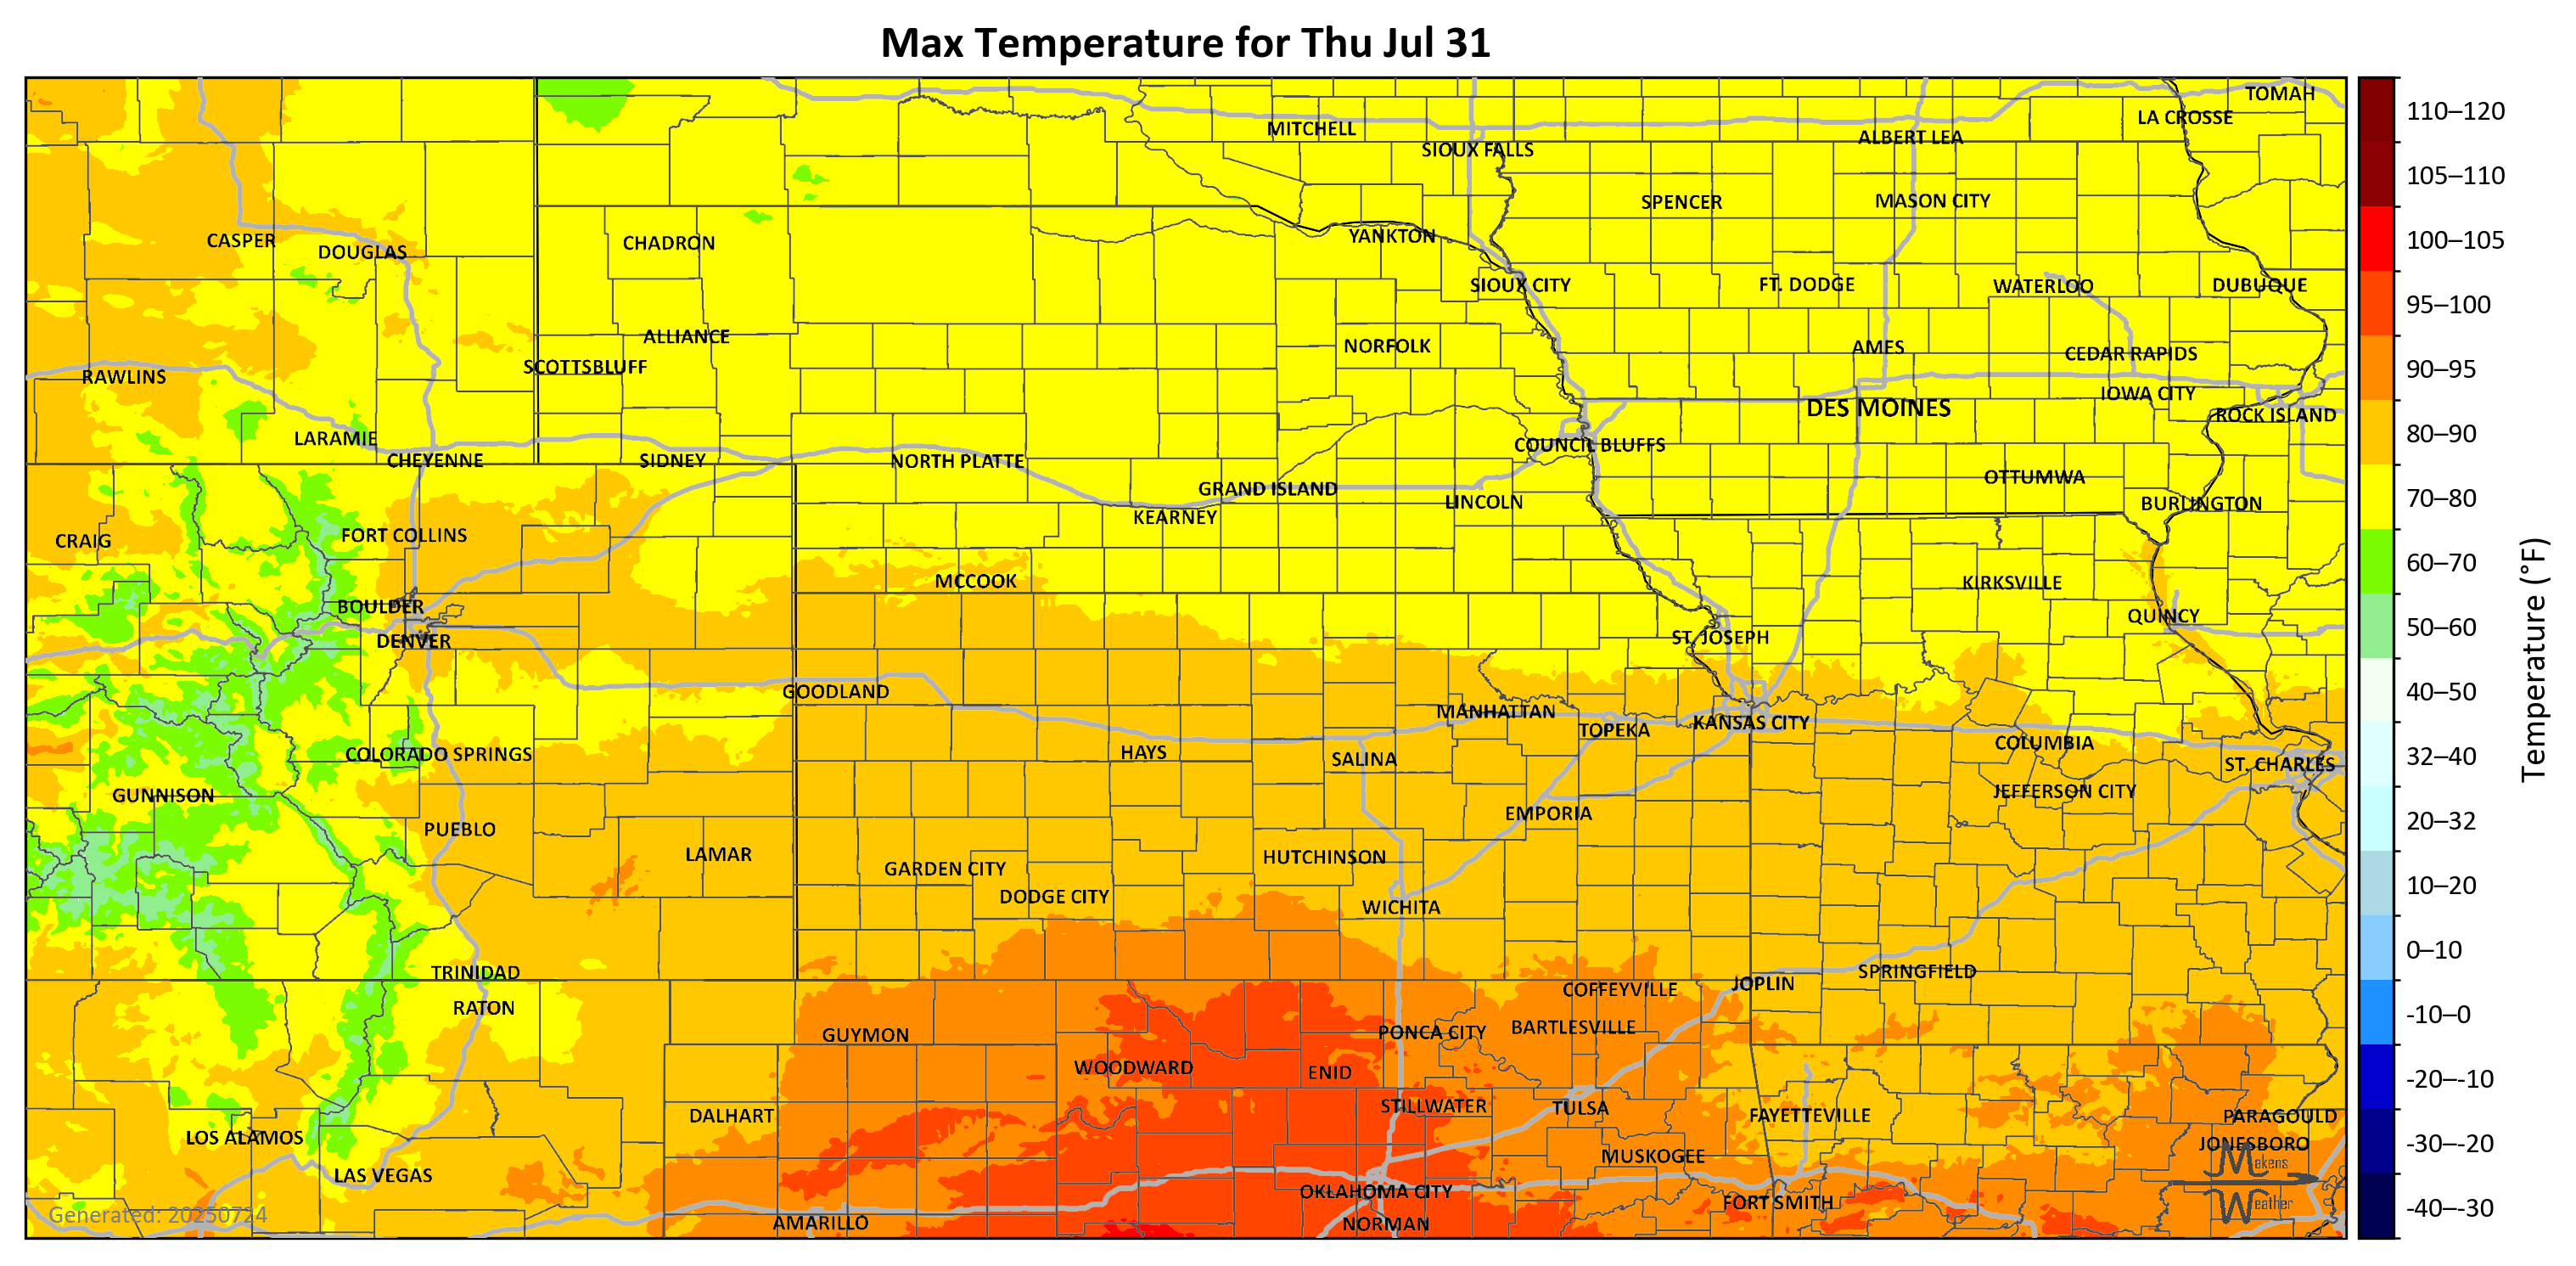 Max Temperature for Thu Jul 31
TOMAH
LA CROSSE
MITCHELL
ALBERT LEA
SIOUX FALLS
SPENCER
MASON CITY
CASPER
DOUGLAS
CHADRON
YANKTON
SIOUX CITY
FT. DODGE
WATERLOO
DUBUQUE
ALLIANCE
NORFOLK
AMES
CEDAR RAPIDS
SCOTTSBLUFF
RAWLINS
IOWA CITY
DES MOINES
ROCK ISLAND
LARAMIE
COUNCIL BLUFFS
CHEYENNE
SIDNEY
NORTH PLATTE
OTTUMWA
GRAND ISLAND
LINCOLN
BURLINGTON
KEARNEY
CRAIG
FORT COLLINS
MCCOOK
KIRKSVILLE
BOULDER
QUINCY
DENVER
ST. JOSEPH
GOODLAND
MANHATTAN
TOPEKA
KANSAS CITY
COLUMBIA
COLORADO SPRINGS
HAYS
SALINA
ST. CHARLES
GUNNISON
JEFFERSON CITY
EMPORIA
PUEBLO
LAMAR
HUTCHINSON
GARDEN CITY
DODGE CITY
WICHITA
TRINIDAD
SPRINGFIELD
JOPLIN
COFFEYVILLE
RATON
GUYMON
PONCA CITY
BARTLESVILLE
WOODWARD
ENID
STILLWATER
TULSA
DALHART
FAYETTEVILLE
PARAGOULD
LOS ALAMOS
JONESBORO
MUSKOGEE
LAS VEGAS
OKLAHOMA CITY
FORT SMITH
AMARILLO
NORMAN
Generated: 20250724
Makens
Weather
110–120
105–110
100–105
95–100
90–95
80–90
70–80
60–70
50–60
40–50
32–40
20–32
10–20
0–10
-10–0
-20–-10
-30–-20
-40–-30
Temperature (°F)